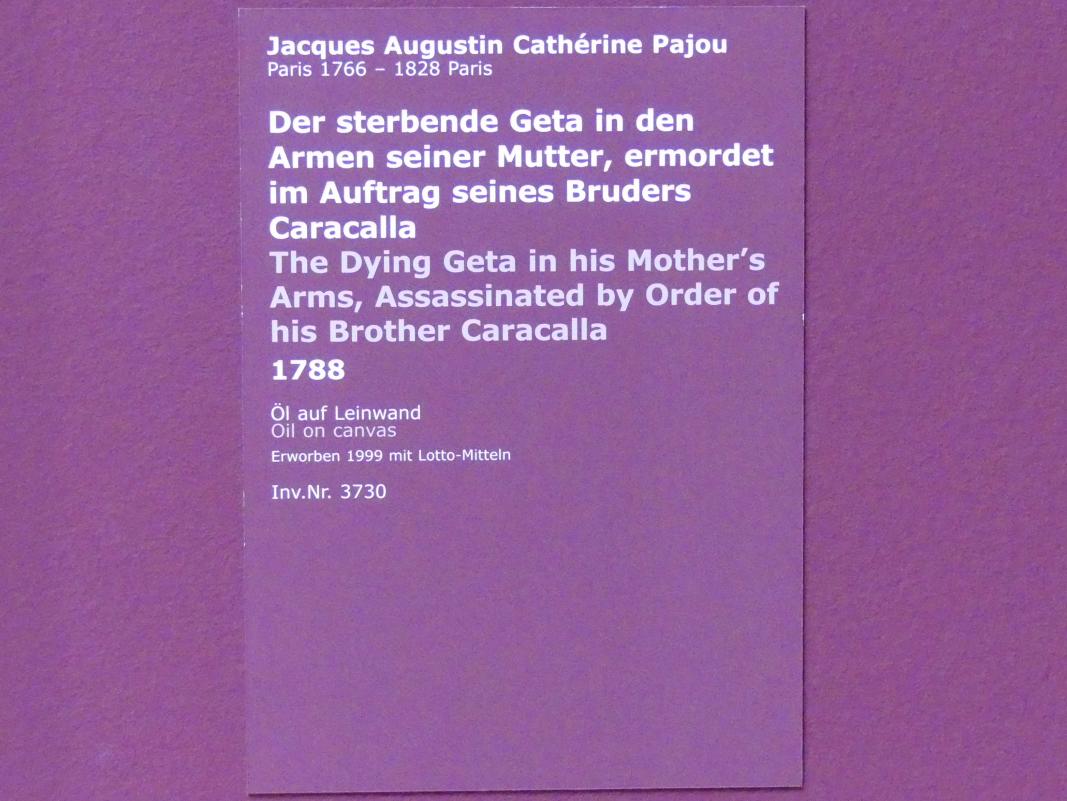 Jacques Augustin Cathérine Pajou
Paris 1766 – 1828 Paris
Der sterbende Geta in den
Armen seiner Mutter, ermordet
im Auftrag seines Bruders
Caracalla
The Dying Geta in his Mother’s
Arms, Assassinated by Order of
his Brother Caracalla
1788
Öl auf Leinwand
Oil on canvas
Erworben 1999 mit Lotto-Mitteln
Inv.Nr. 3730